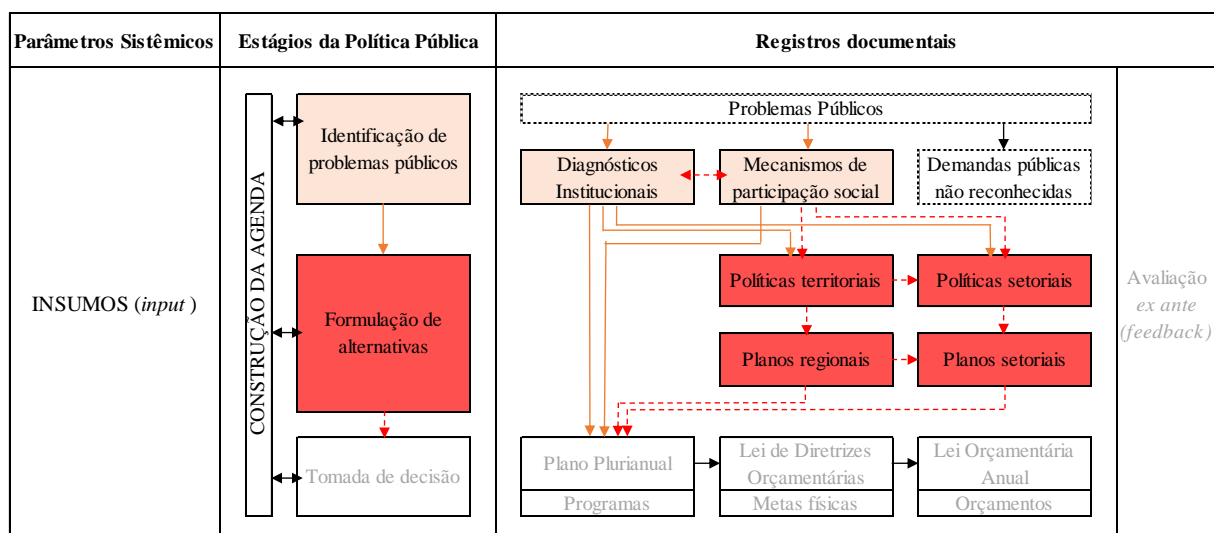 Parâmetros Sistêmicos
Estágios da Política Pública
Registros documentais
INSUMOS (input )
CONSTRUÇÃO DA AGENDA
Identificação de
problemas públicos
Formulação de
alternativas
Tomada de decisão
Problemas Públicos
Diagnósticos
Institucionais
Mecanismos de
participação social
Demandas públicas
não reconhecidas
Políticas territoriais
Políticas setoriais
Planos regionais
Planos setoriais
Plano Plurianual
Programas
Lei de Diretrizes
Orçamentárias
Metas físicas
Lei Orçamentária
Anual
Orçamentos
Avaliação
ex ante
(feedback)